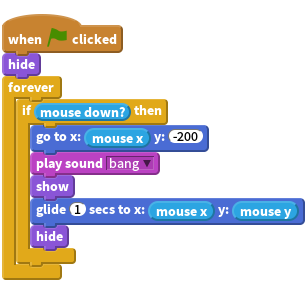 when clicked
hide
forever
if mouse down? then
go to x: mouse x y: -200
play sound bang
show
glide 1 secs to x: mouse x y: mouse y
hide